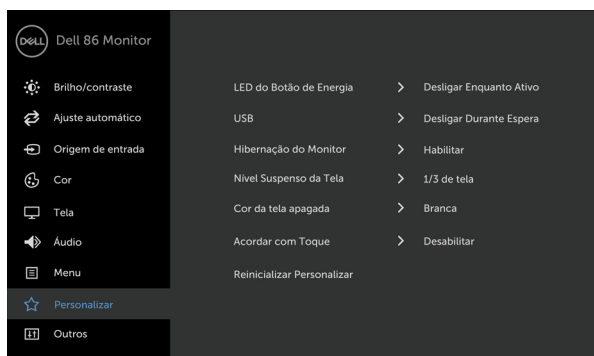 DELL Dell 86 Monitor
Brilho/contraste
Ajuste automático
Origem de entrada
Cor
Tela
Áudio
Menu
Personalizar
Outros
LED do Botão de Energia Desligar Enquanto Ativo
USB Desligar Durante Espera
Hibernação do Monitor Habilitar
Nível Suspenso da Tela 1/3 de tela
Cor da tela apagada Branca
Acordar com Toque Desabilitar
Reinicializar Personalizar